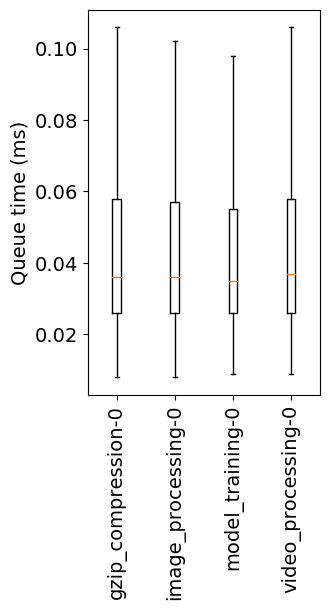 Queue time (ms)
0.10
0.08
0.06
0.04
0.02
gzip_compression-0
image_processing-0
model_training-0
video_processing-0